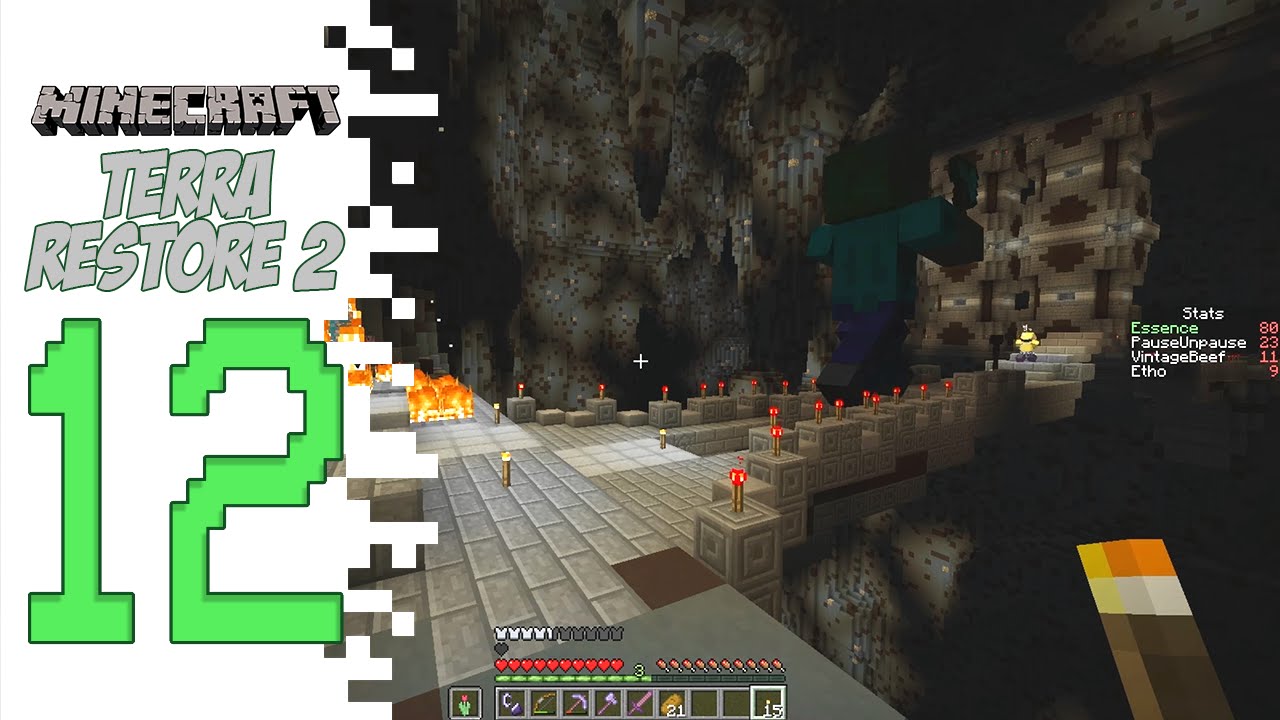 MINECRAFT
TERRA
RESTORE 2
12
Stats
Essence 80
PauseUnpause 23
VintageBeef 11
Etho 9
3
21
15